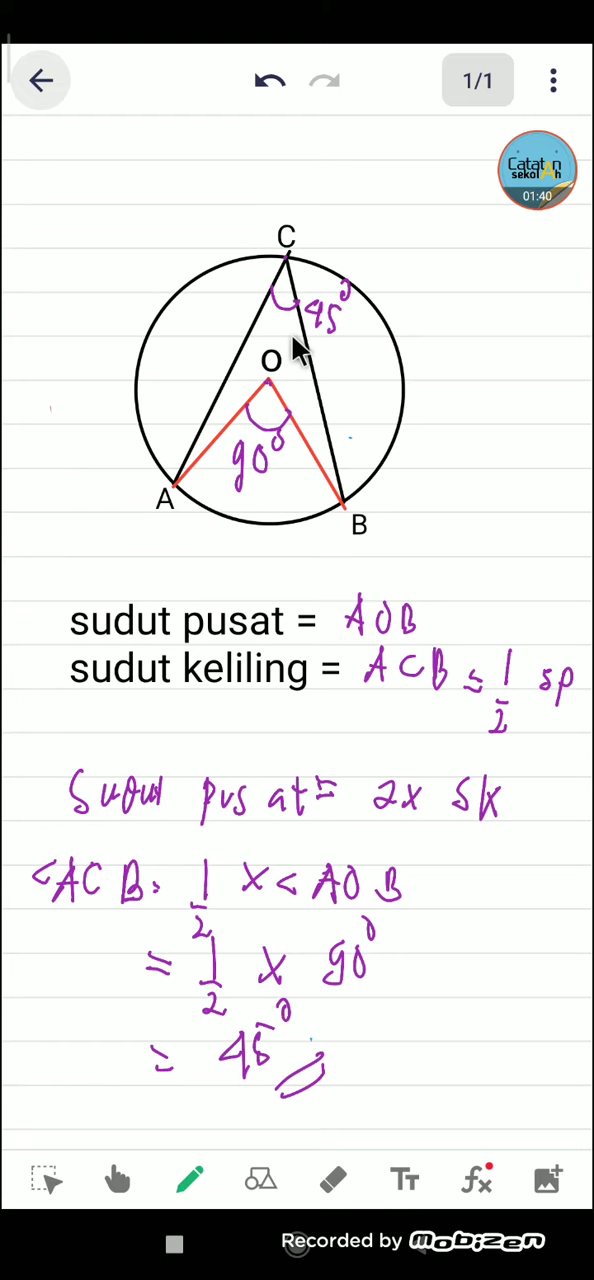 1/1
Catatan
sekolAh
01:40
C
45°
O
90°
A
B
sudut pusat = AOB
sudut keliling = ACB = 1/2 sp
Sudut pusat = 2x sk
<ACB = 1/2 x < AOB
= 1/2 x 90°
= 45°
TT
fx
Recorded by mobizen